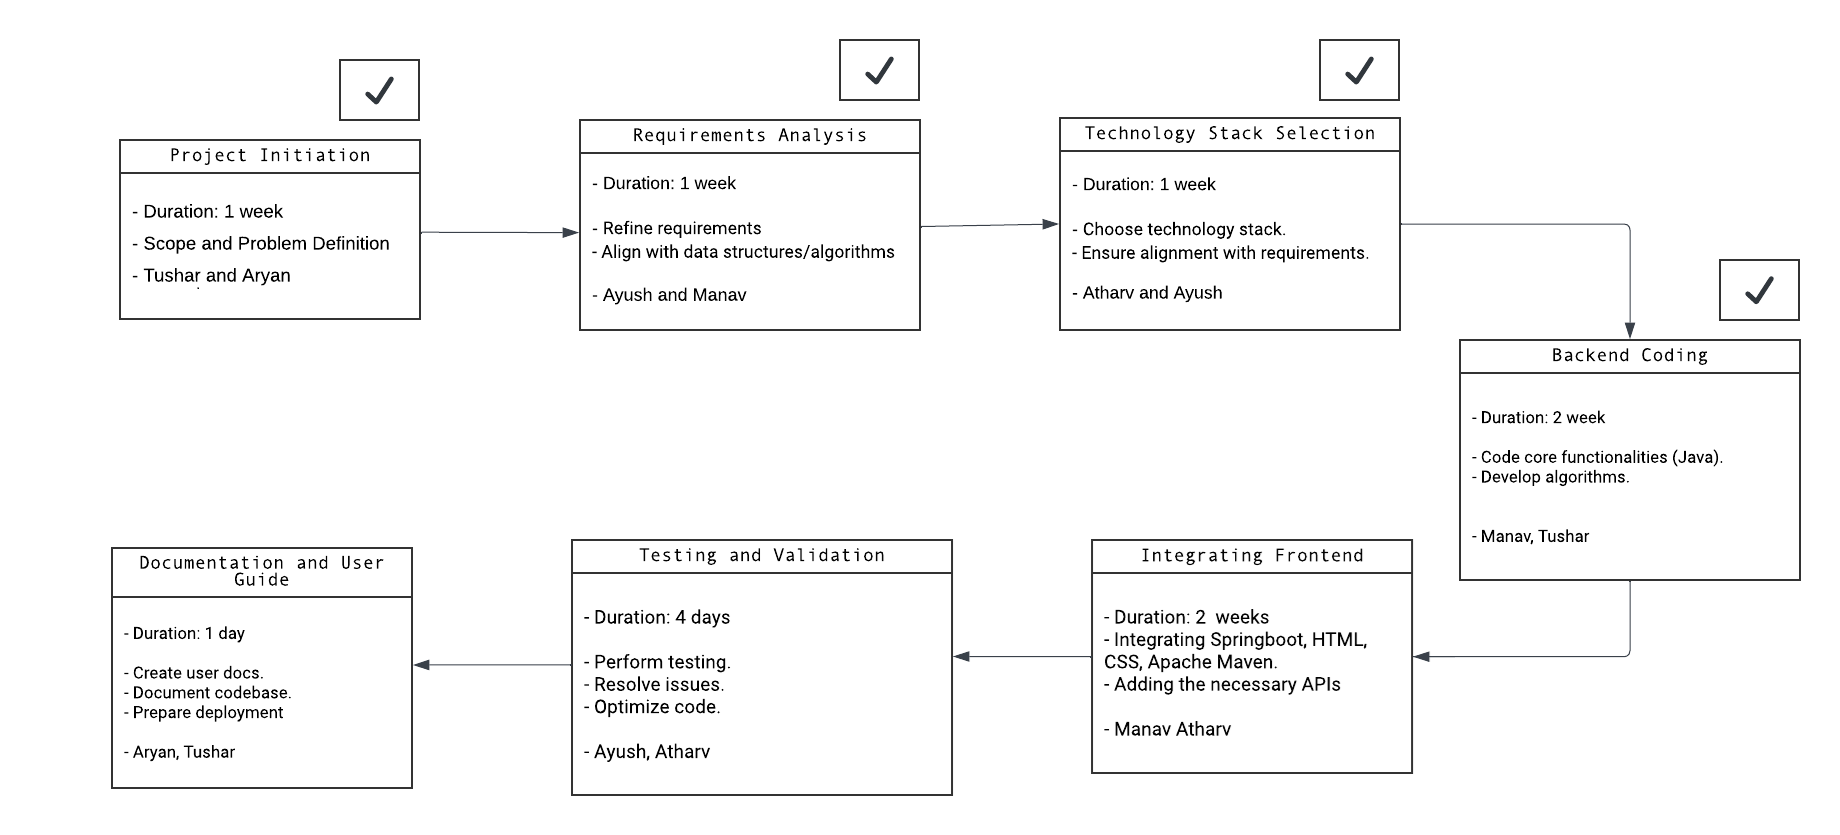 Project Initiation
- Duration: 1 week
- Scope and Problem Definition
- Tushar and Aryan
Requirements Analysis
- Duration: 1 week
- Refine requirements
- Align with data structures/algorithms
- Ayush and Manav
Technology Stack Selection
- Duration: 1 week
- Choose technology stack.
- Ensure alignment with requirements.
- Atharv and Ayush
Backend Coding
- Duration: 2 week
- Code core functionalities (Java).
- Develop algorithms.
- Manav, Tushar
Integrating Frontend
- Duration: 2  weeks
- Integrating Springboot, HTML,
CSS, Apache Maven.
- Adding the necessary APIs
- Manav Atharv
Testing and Validation
- Duration: 4 days
- Perform testing.
- Resolve issues.
- Optimize code.
- Ayush, Atharv
Documentation and User
Guide
- Duration: 1 day
- Create user docs.
- Document codebase.
- Prepare deployment
- Aryan, Tushar